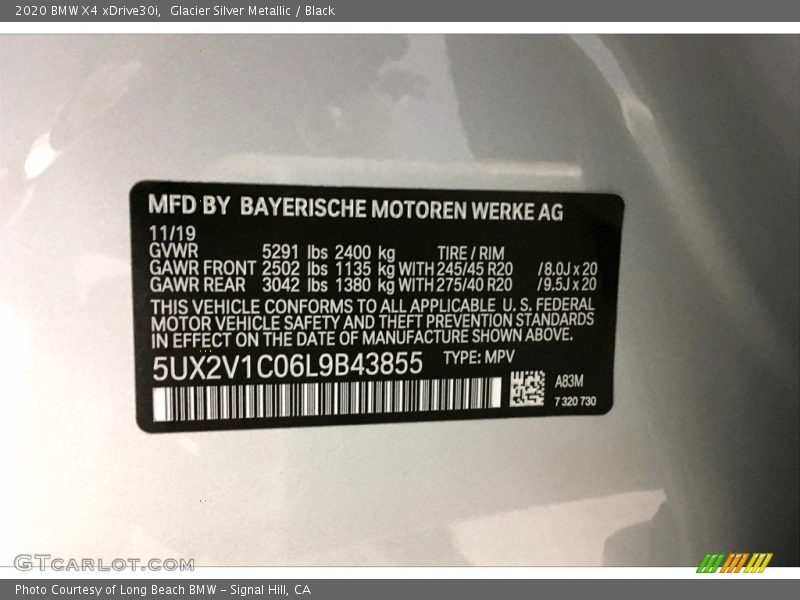 2020 BMW X4 xDrive30i, Glacier Silver Metallic / Black
MFD BY BAYERISCHE MOTOREN WERKE AG
11/19
GVWR 5291 lbs 2400 kg TIRE / RIM
GAWR FRONT 2502 lbs 1135 kg WITH 245/45 R20 /8.0J x 20
GAWR REAR 3042 lbs 1380 kg WITH 275/40 R20 /9.5J x 20
THIS VEHICLE CONFORMS TO ALL APPLICABLE U.S. FEDERAL
MOTOR VEHICLE SAFETY AND THEFT PREVENTION STANDARDS
IN EFFECT ON THE DATE OF MANUFACTURE SHOWN ABOVE.
5UX2V1C06L9B43855 TYPE: MPV
A83M
7 320 730
GTCARLOT.COM
Photo Courtesy of Long Beach BMW - Signal Hill, CA